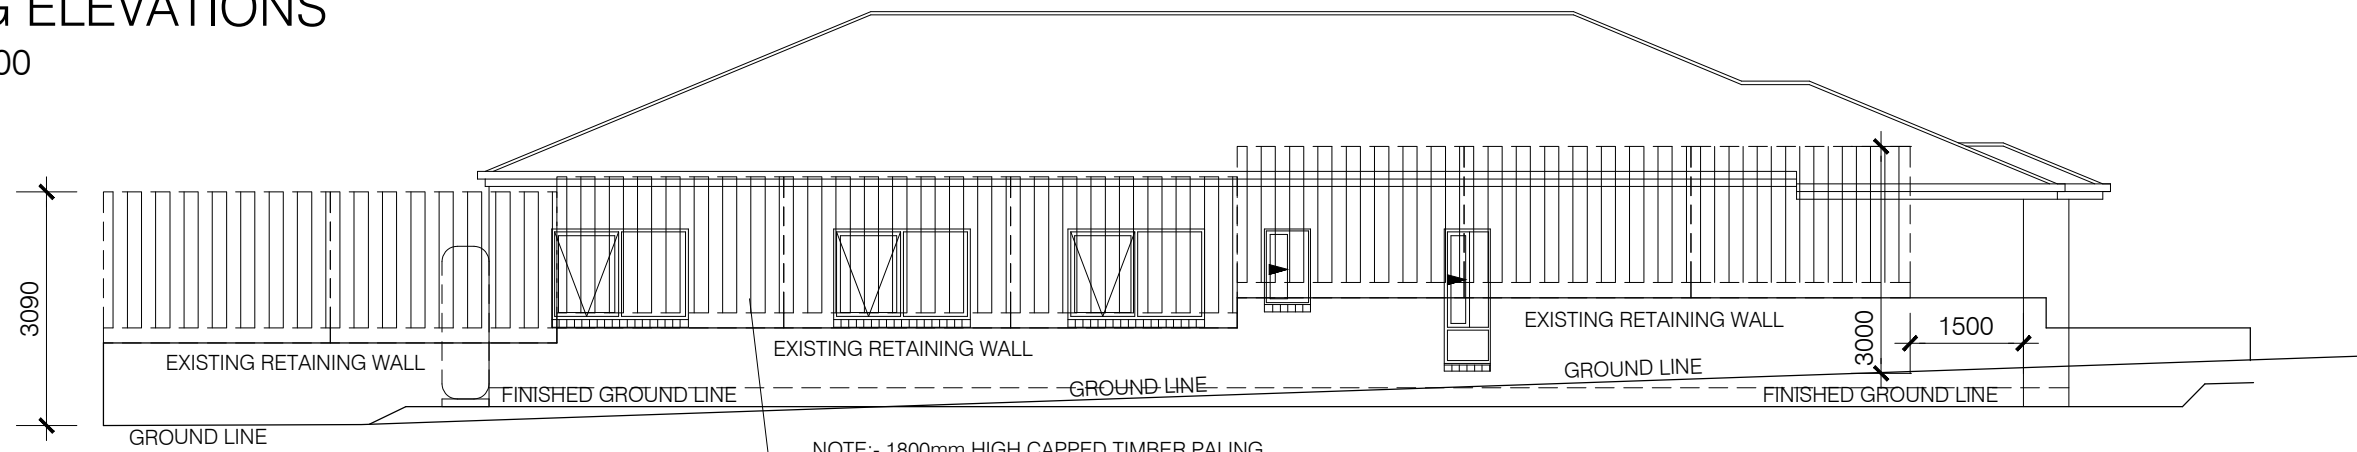 G ELEVATIONS
00
3090
EXISTING RETAINING WALL
EXISTING RETAINING WALL
EXISTING RETAINING WALL
3000
1500
FINISHED GROUND LINE
GROUND LINE
GROUND LINE
FINISHED GROUND LINE
GROUND LINE
NOTE:- 1800mm HIGH CAPPED TIMBER PALING